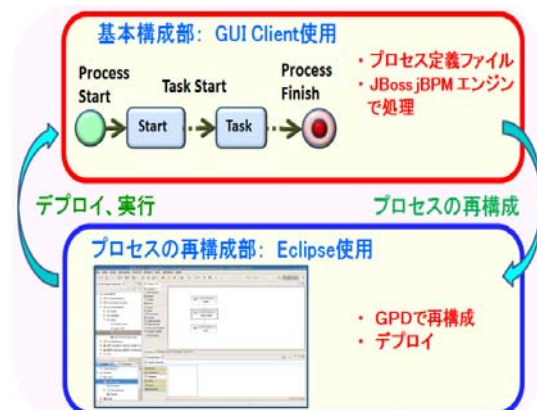 基本構成部： GUI Client使用
Process
Start
Task Start
Process
Finish
Start
Task
・プロセス定義ファイル
・JBoss jBPM エンジン
で処理
デプロイ、実行
プロセスの再構成
プロセスの再構成部： Eclipse使用
・ GPDで再構成
・ デプロイ